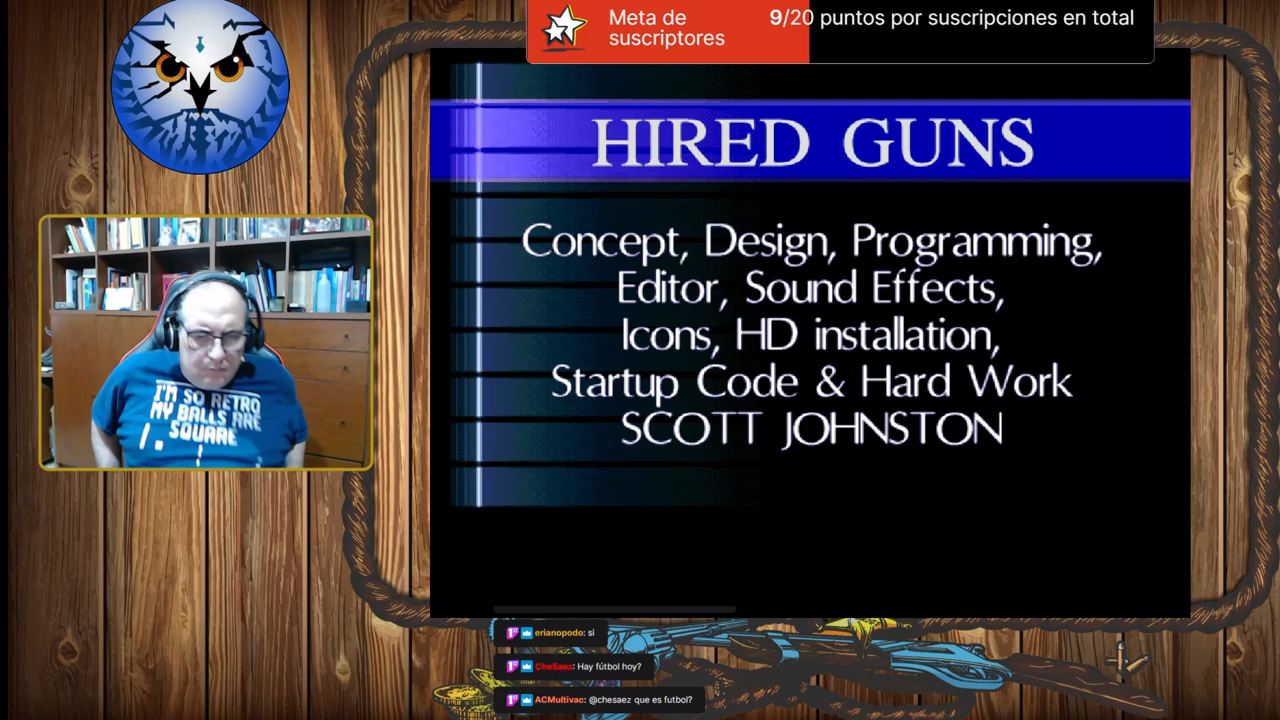 Meta de
suscriptores
9/20 puntos por suscripciones en total
HIRED GUNS
Concept, Design, Programming,
Editor, Sound Effects,
Icons, HD installation,
Startup Code & Hard Work
SCOTT JOHNSTON
I'M SO RETRO
MY BALLS ARE
SQUARE
erianopodo: si
CheSaez: Hay fútbol hoy?
ACMultivac: @chesaez que es futbol?